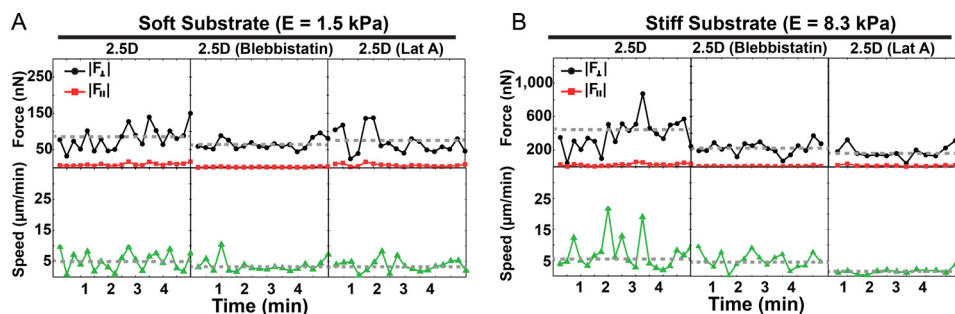 A
Soft Substrate (E = 1.5 kPa)
2.5D
2.5D (Blebbistatin)
2.5D (Lat A)
Force (nN)
250
150
50
|F⊥|
|F||​|
Speed (µm/min)
25
15
5
1 2 3 4 1 2 3 4 1 2 3 4
Time (min)
B
Stiff Substrate (E = 8.3 kPa)
2.5D
2.5D (Blebbistatin)
2.5D (Lat A)
Force (nN)
1,000
600
200
|F⊥|
|F||​|
Speed (µm/min)
25
15
5
1 2 3 4 1 2 3 4 1 2 3 4
Time (min)